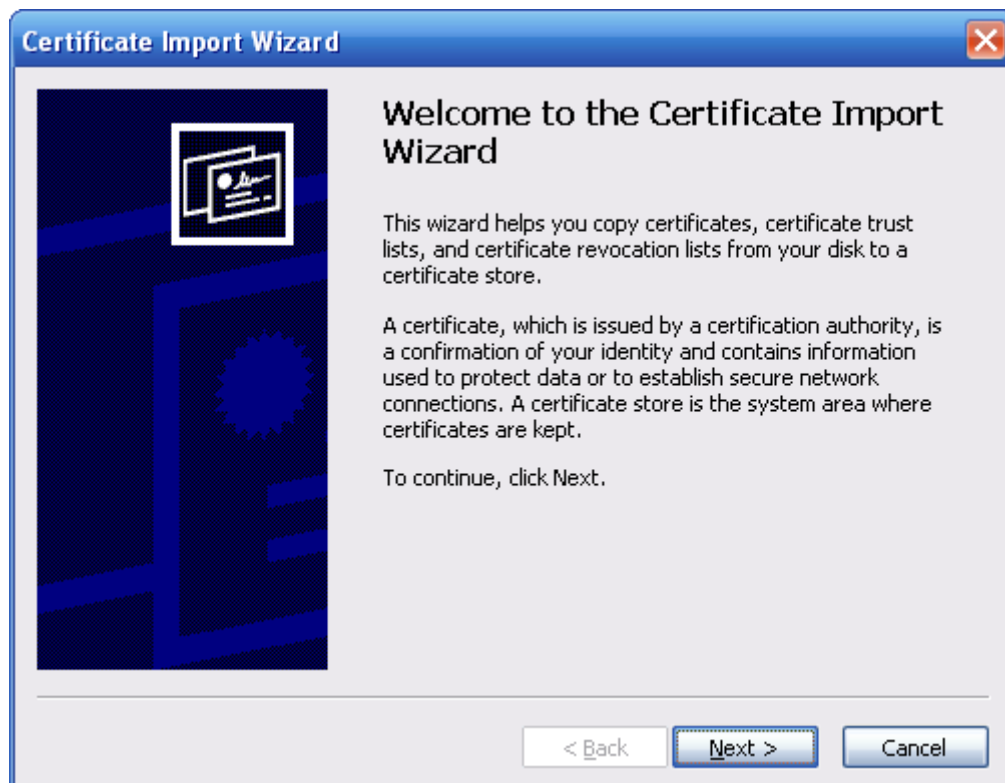 Certificate Import Wizard
Welcome to the Certificate Import
Wizard
This wizard helps you copy certificates, certificate trust
lists, and certificate revocation lists from your disk to a
certificate store.
A certificate, which is issued by a certification authority, is
a confirmation of your identity and contains information
used to protect data or to establish secure network
connections. A certificate store is the system area where
certificates are kept.
To continue, click Next.
< Back Next > Cancel